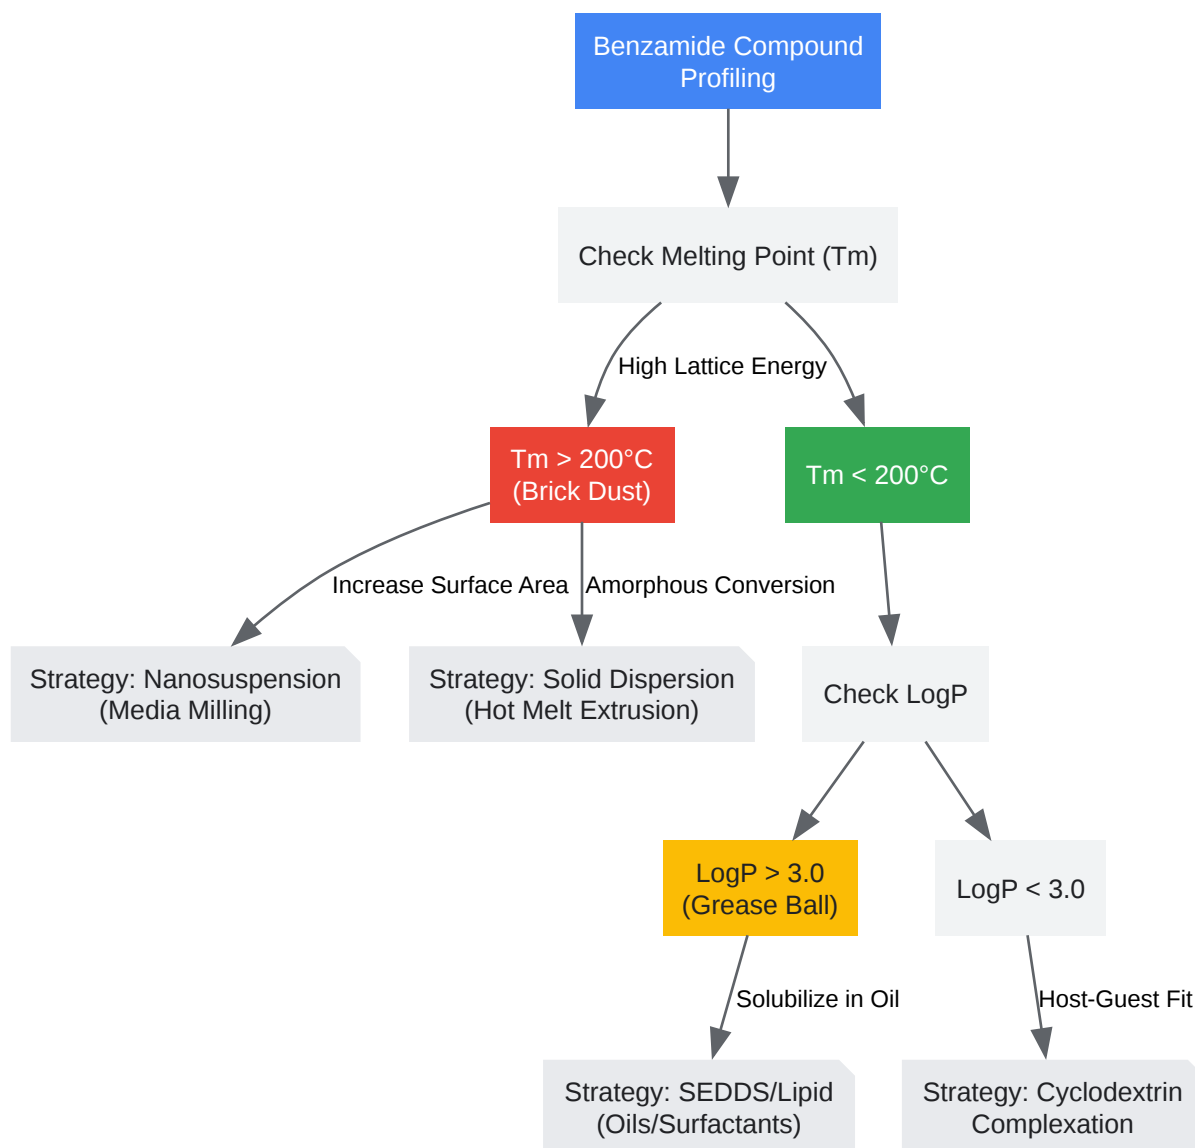 Benzamide Compound
Profiling
Check Melting Point (Tm)
High Lattice Energy
Tm > 200°C
(Brick Dust)
Tm < 200°C
Increase Surface Area
Amorphous Conversion
Strategy: Nanosuspension
(Media Milling)
Strategy: Solid Dispersion
(Hot Melt Extrusion)
Check LogP
LogP > 3.0
(Grease Ball)
LogP < 3.0
Solubilize in Oil
Host-Guest Fit
Strategy: SEDDS/Lipid
(Oils/Surfactants)
Strategy: Cyclodextrin
Complexation